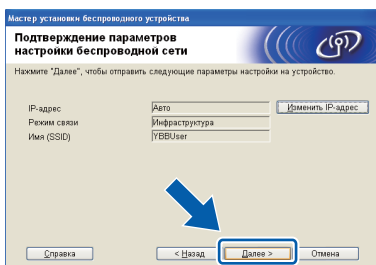 Мастер установки беспроводного устройства
Подтверждение параметров
настройки беспроводной сети
Нажмите "Далее", чтобы отправить следующие параметры настройки на устройство.
IP-адрес Авто Изменить IP-адрес
Режим связи Инфраструктура
Имя (SSID) YBBUser
Справка < Назад Далее > Отмена